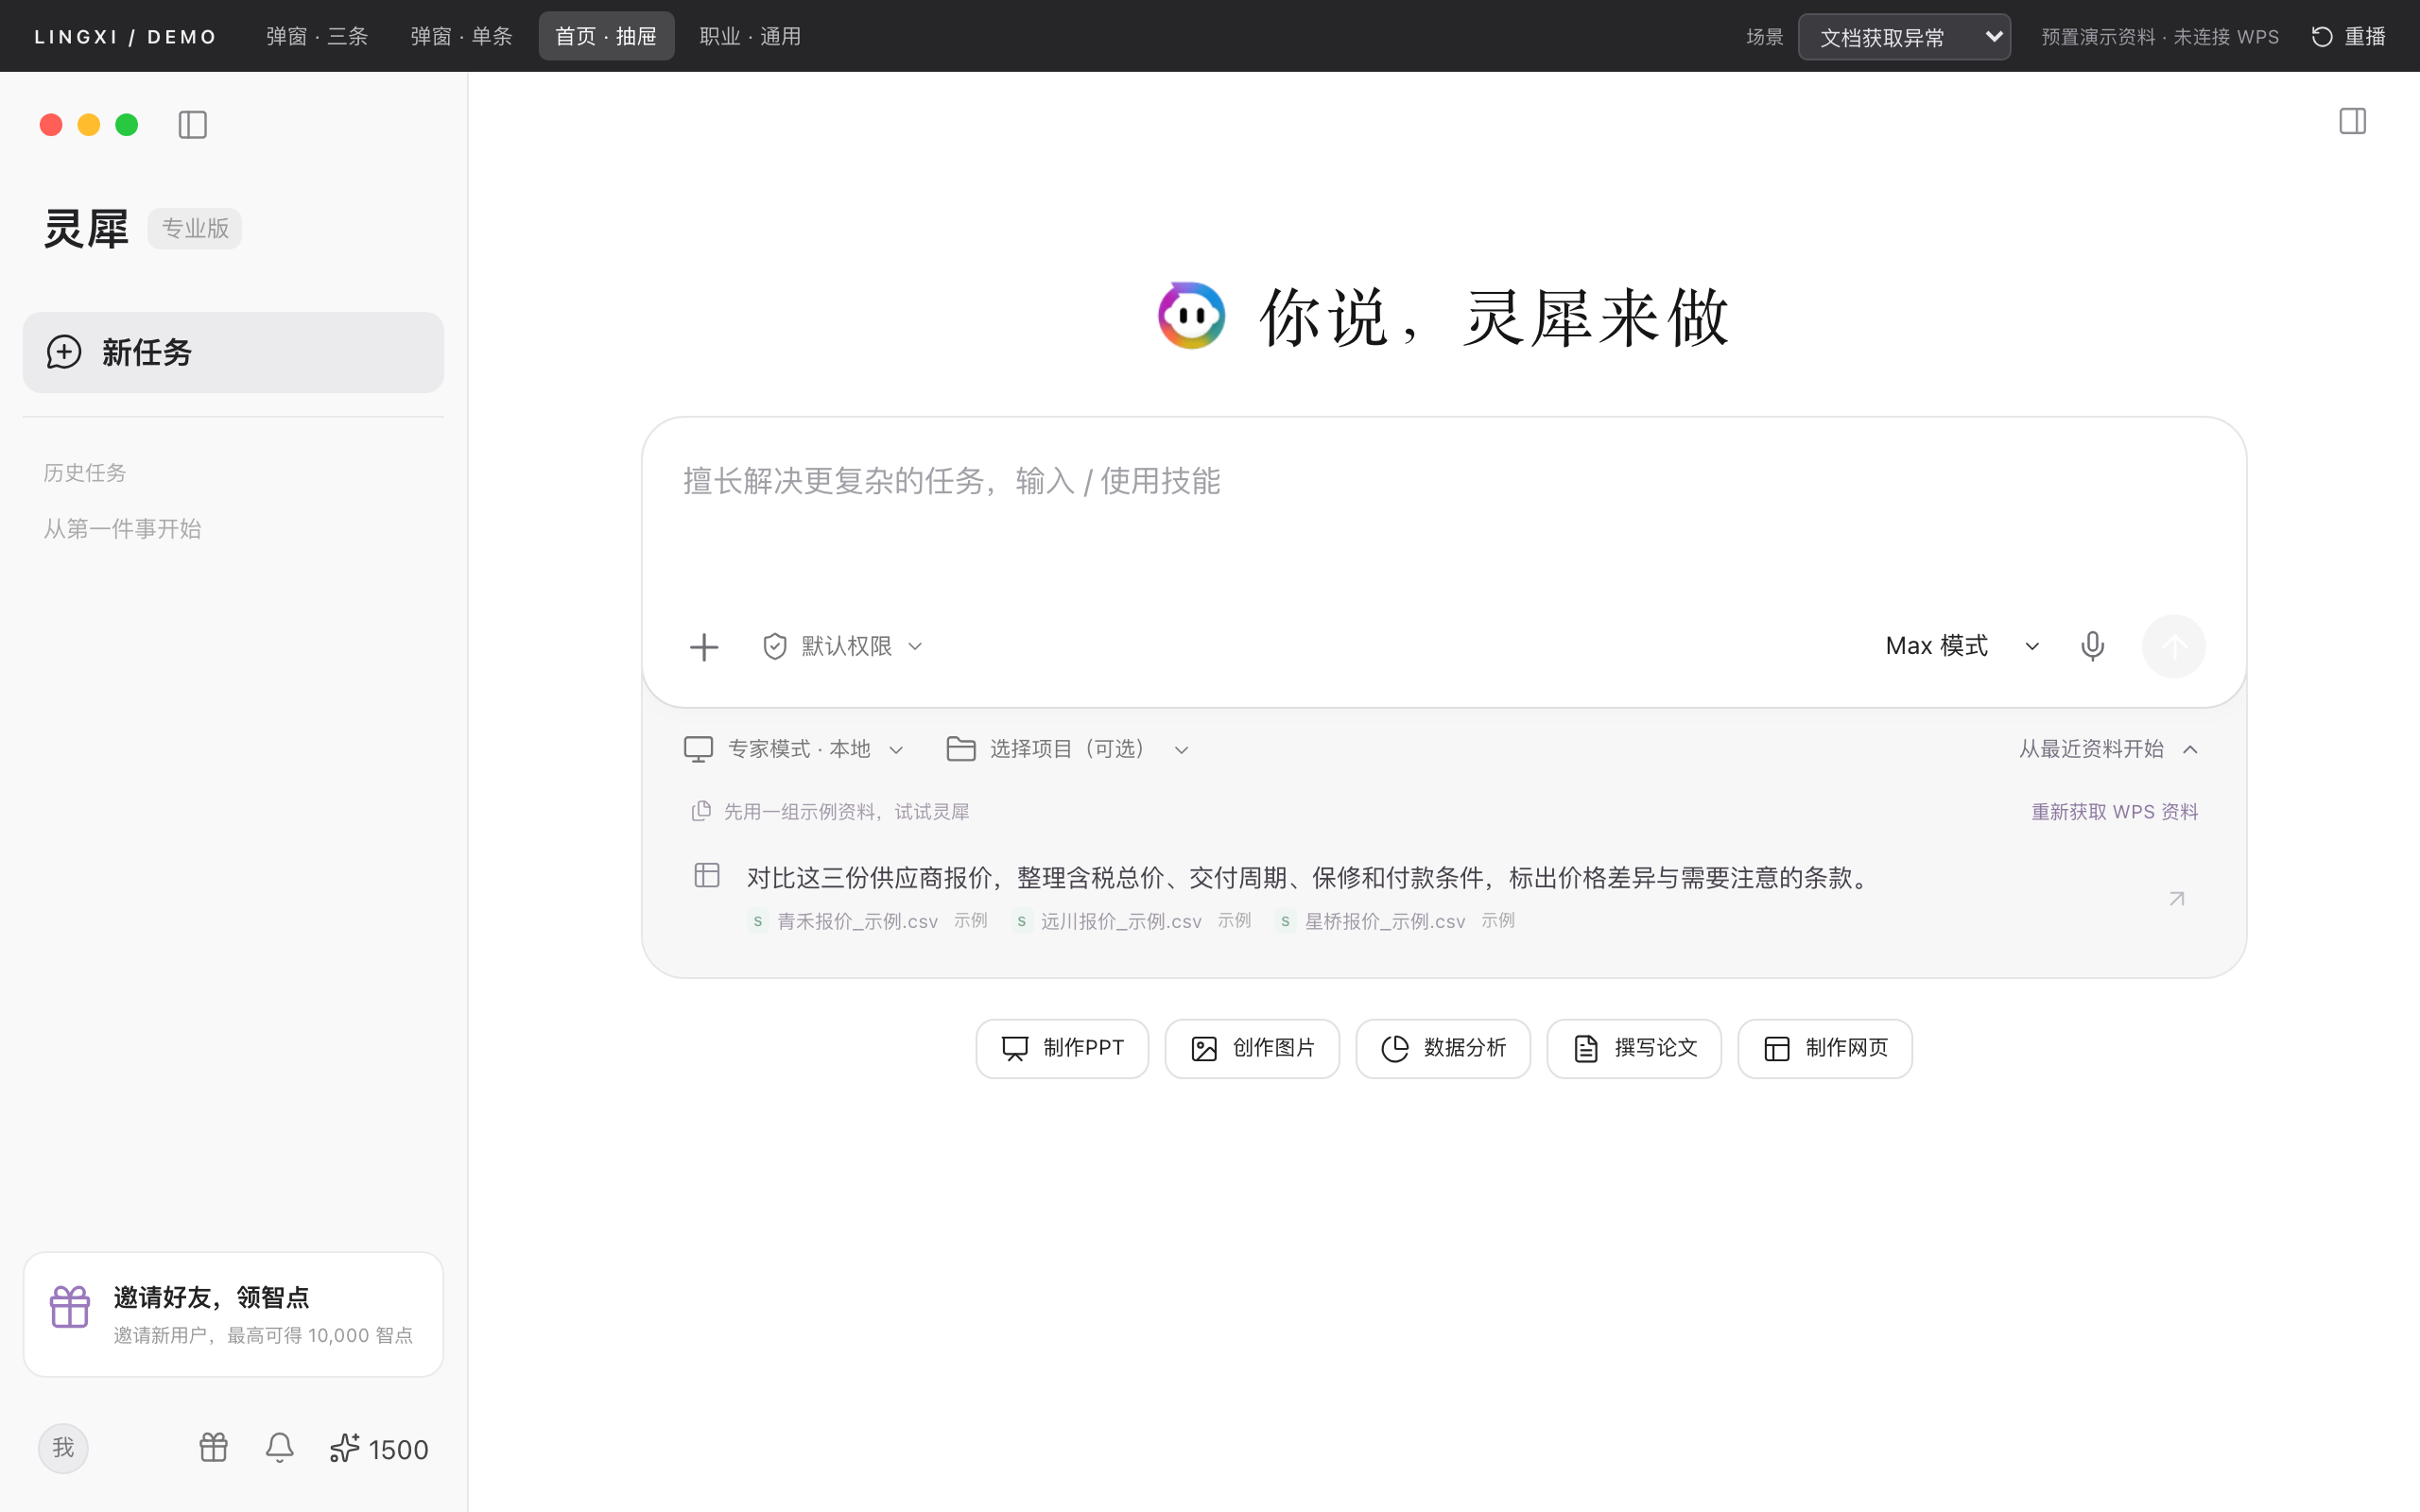 LINGXI / DEMO 弹窗 · 三条 弹窗 · 单条 首页 · 抽屉 职业 · 通用 场景 文档获取异常 预置演示资料 · 未连接 WPS 重播
灵犀 专业版
新任务
历史任务
从第一件事开始
邀请好友，领智点
邀请新用户，最高可得 10,000 智点
我 1500
你说，灵犀来做
擅长解决更复杂的任务，输入 / 使用技能
默认权限 Max 模式
专家模式 · 本地 选择项目（可选） 从最近资料开始
先用一组示例资料，试试灵犀 重新获取 WPS 资料
对比这三份供应商报价，整理含税总价、交付周期、保修和付款条件，标出价格差异与需要注意的条款。
S 青禾报价_示例.csv 示例 S 远川报价_示例.csv 示例 S 星桥报价_示例.csv 示例
制作PPT 创作图片 数据分析 撰写论文 制作网页